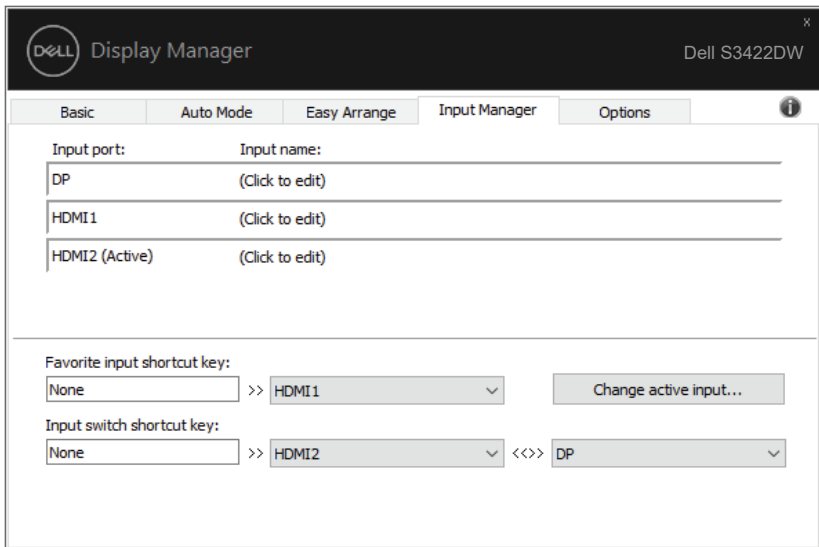 x
DELL Display Manager Dell S3422DW
Basic Auto Mode Easy Arrange Input Manager Options i
Input port: Input name:
DP (Click to edit)
HDMI1 (Click to edit)
HDMI2 (Active) (Click to edit)
Favorite input shortcut key:
None >> HDMI1 Change active input...
Input switch shortcut key:
None >> HDMI2 <<>> DP